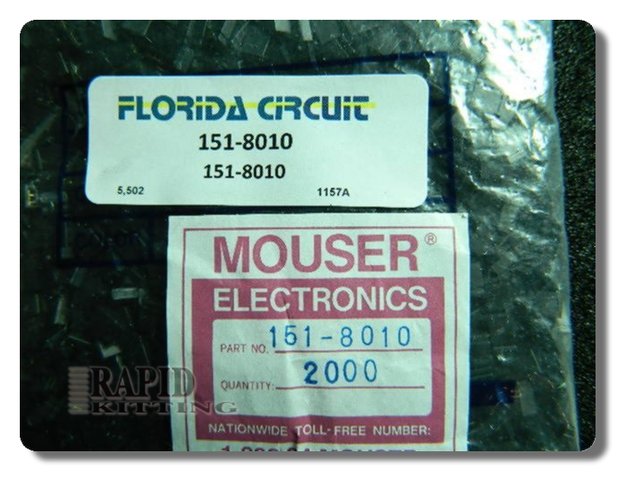 FLORIDA CIRCUIT
151-8010
151-8010
5,502 1157A
MOUSER®
ELECTRONICS
PART NO. 151-8010
QUANTITY: 2000
NATIONWIDE TOLL-FREE NUMBER:
RAPID
KITTING